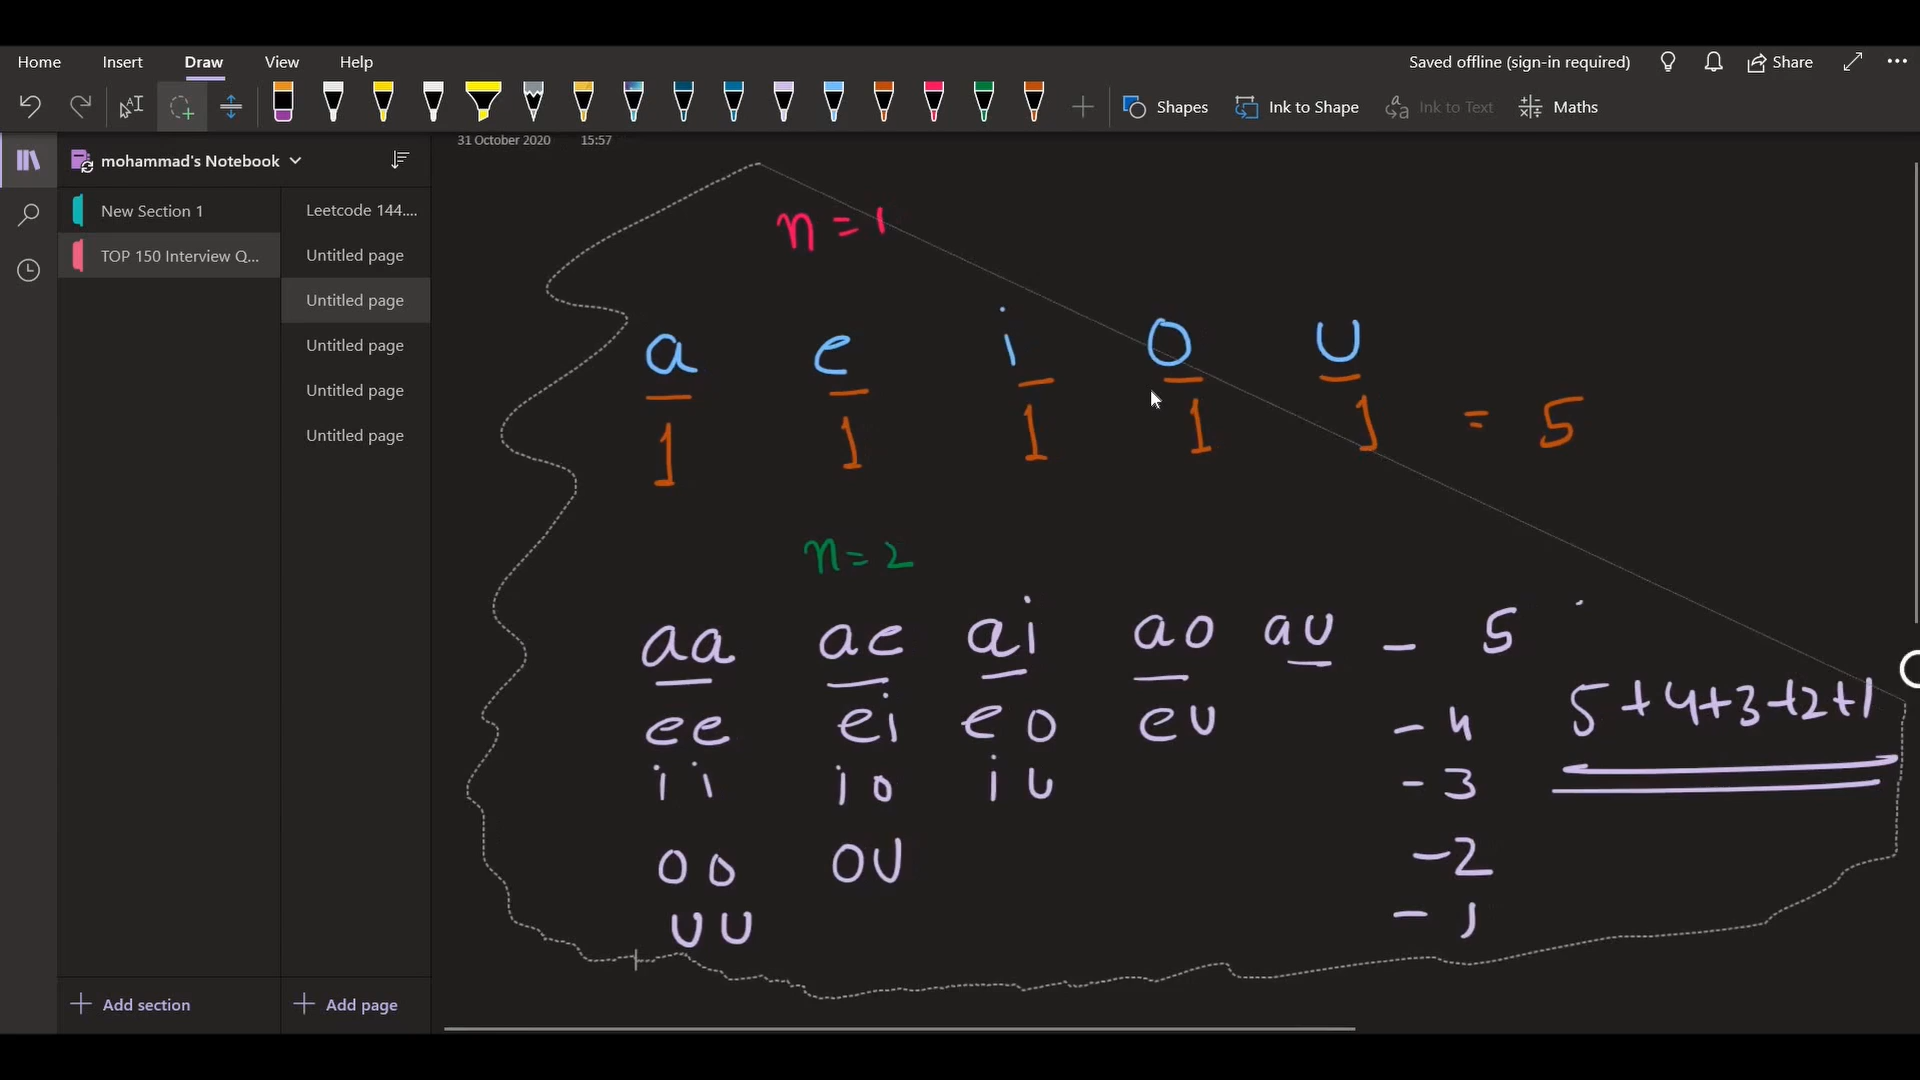 Home Insert Draw View Help Saved offline (sign-in required) Share
Shapes Ink to Shape Ink to Text Maths
31 October 2020 15:57
mohammad's Notebook
New Section 1
TOP 150 Interview Q...
Leetcode 144....
Untitled page
Untitled page
Untitled page
Untitled page
Untitled page
n = 1
a e i o u
1 1 1 1 1 = 5
n = 2
aa ae ai ao au - 5
ee ei eo eu - 4
ii io iu - 3
oo ou - 2
uu - 1
5+4+3+2+1
Add section Add page